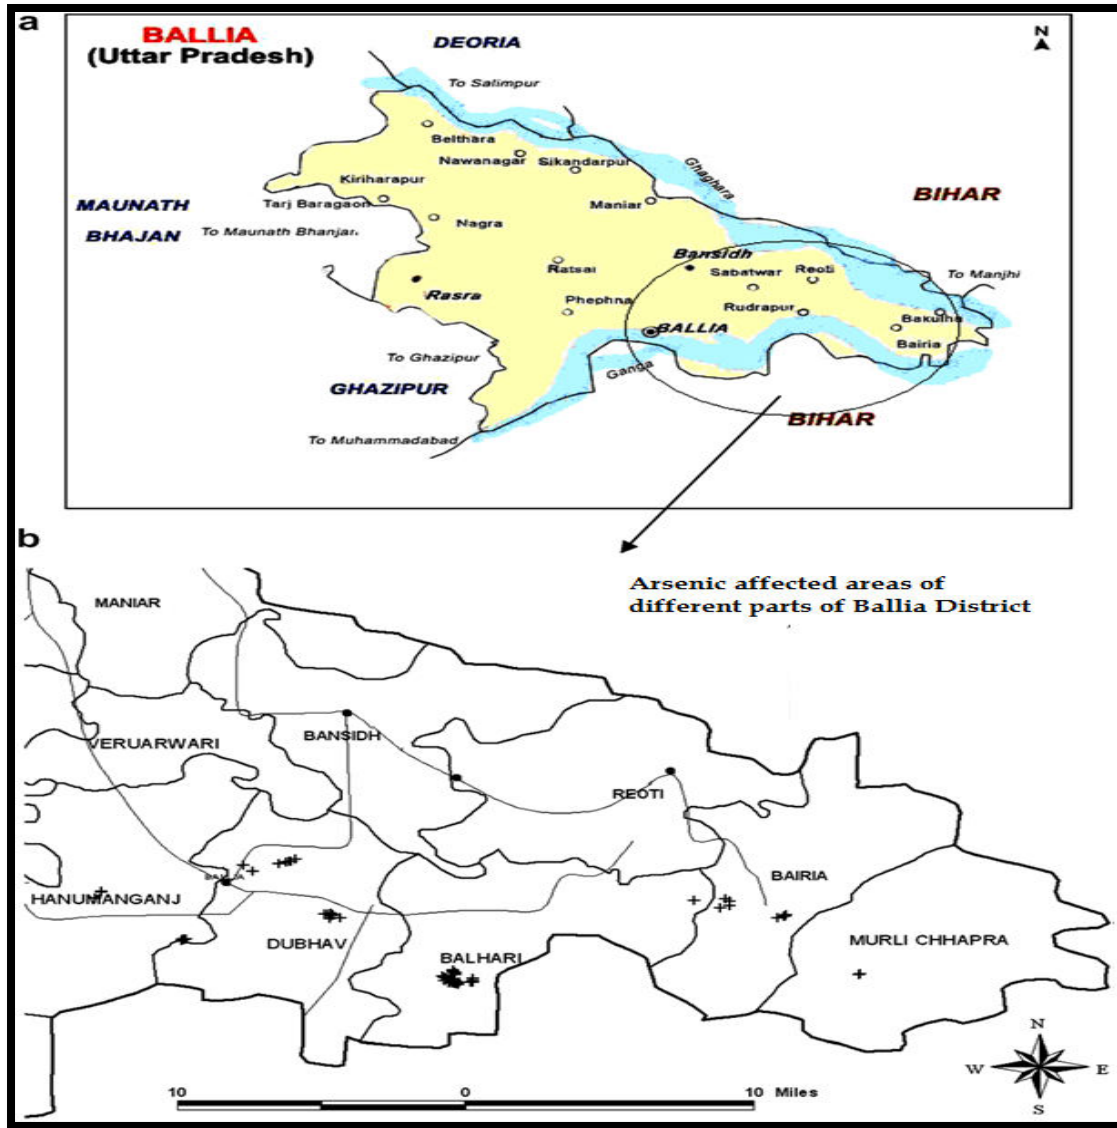 a
BALLIA
(Uttar Pradesh)
DEORIA
N
To Salimpur
Belthara
Nawanagar
Sikandarpur
Ghaghara
Kiriharapur
MAUNATH
BHAJAN
Tarj Baragaon
Maniar
BIHAR
To Maunath Bhanjan
Nagra
Bansidh
Ratsai
Sabatwar
Reoti
To Manjhi
Rasra
Phephna
Rudrapur
Bakulha
BALLIA
Bairia
To Ghazipur
Ganga
GHAZIPUR
BIHAR
To Muhammadabad
b
Arsenic affected areas of
different parts of Ballia District
MANIAR
BANSIDH
VERUARWARI
REOTI
BAIRIA
HANUMANGANJ
DUBHAV
BALHARI
MURLI CHHAPRA
N
W
E
S
10
0
10
Miles